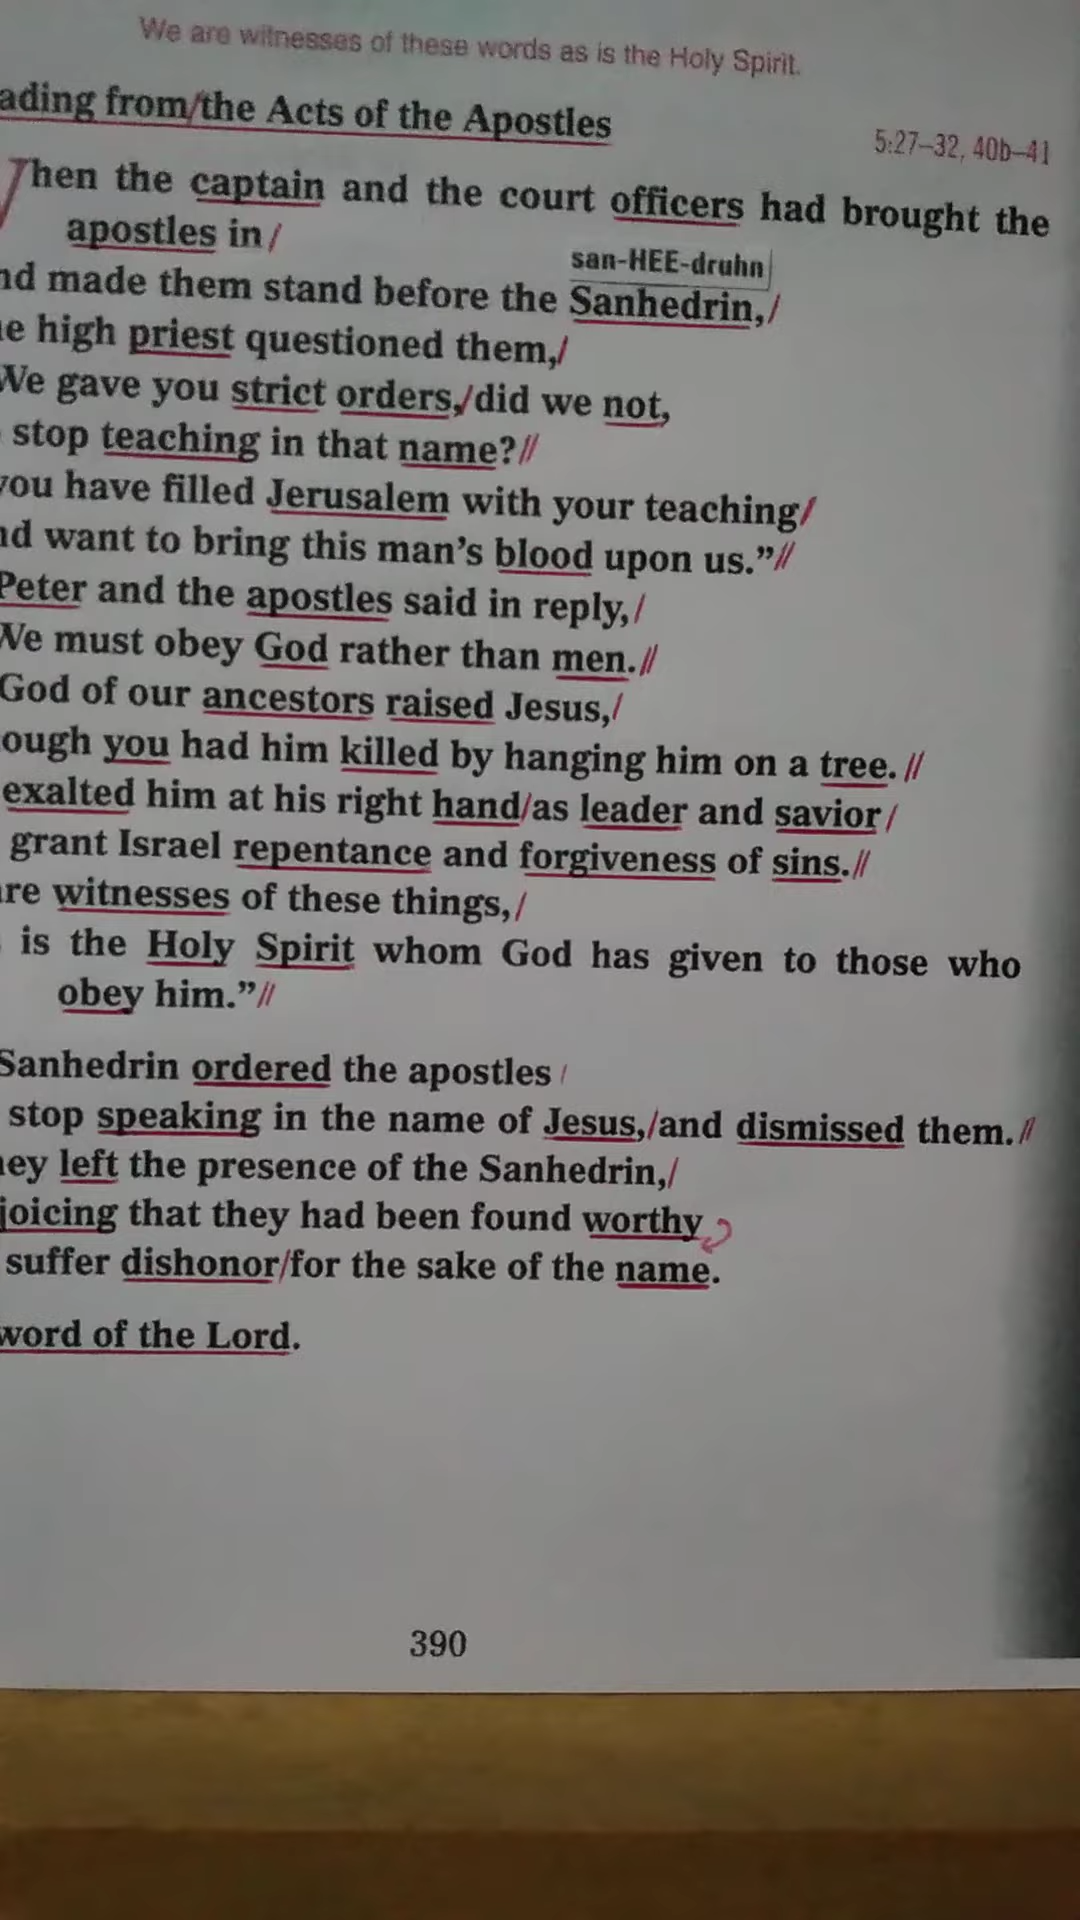 We are witnesses of these words as is the Holy Spirit.
ading from/the Acts of the Apostles
5:27–32, 40b–41
When the captain and the court officers had brought the
apostles in/
san-HEE-druhn
nd made them stand before the Sanhedrin,/
e high priest questioned them,/
We gave you strict orders,/did we not,
stop teaching in that name?//
you have filled Jerusalem with your teaching/
nd want to bring this man's blood upon us."//
Peter and the apostles said in reply,/
We must obey God rather than men.//
God of our ancestors raised Jesus,/
ough you had him killed by hanging him on a tree.//
exalted him at his right hand/as leader and savior/
grant Israel repentance and forgiveness of sins.//
re witnesses of these things,/
is the Holy Spirit whom God has given to those who
obey him."//
Sanhedrin ordered the apostles/
stop speaking in the name of Jesus,/and dismissed them.//
ey left the presence of the Sanhedrin,/
joicing that they had been found worthy
suffer dishonor/for the sake of the name.
word of the Lord.
390